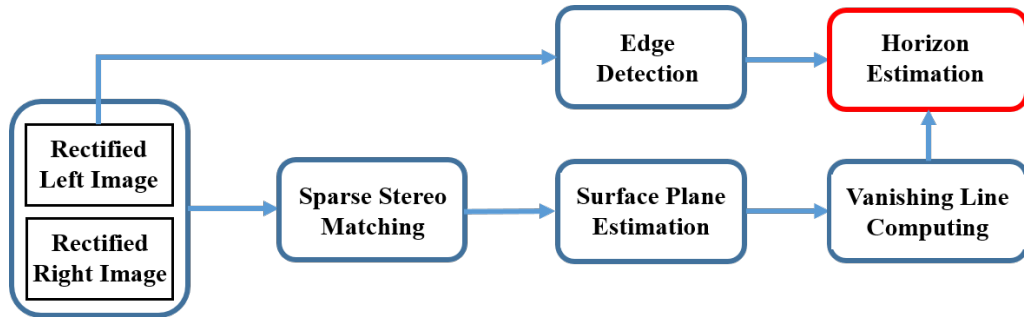 Edge
Detection
Horizon
Estimation
Rectified
Left Image
Rectified
Right Image
Sparse Stereo
Matching
Surface Plane
Estimation
Vanishing Line
Computing